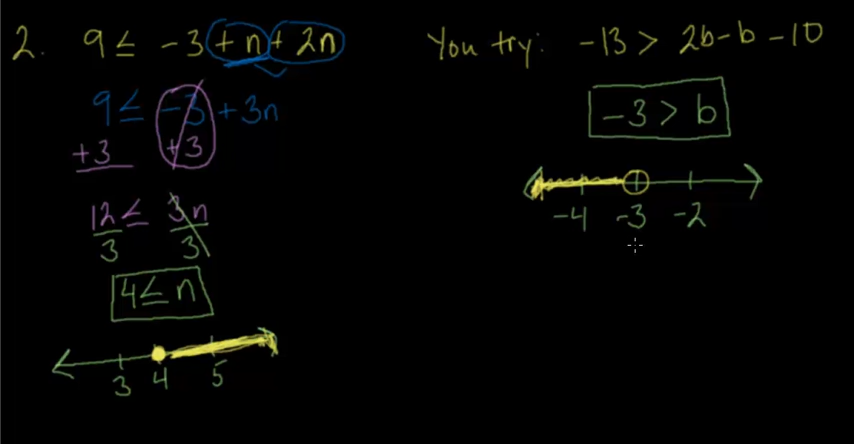 2. 9 ≤ -3 + n + 2n
9 ≤ -3 + 3n
+3 +3
12 ≤ 3n
3 3
4 ≤ n
3 4 5
You try: -13 > 2b - b - 10
-3 > b
-4 -3 -2